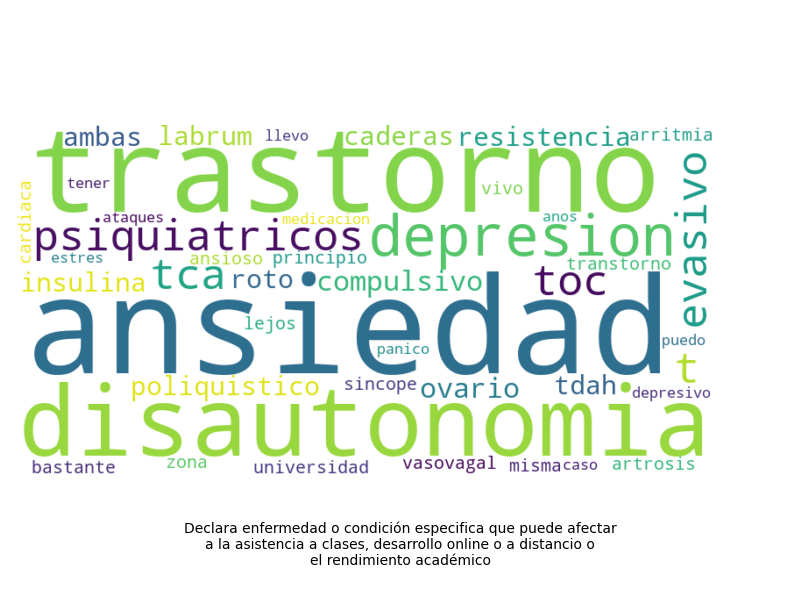 ambas labrum llevo caderas resistencia arritmia
trastorno
tener vivo
cardiaca ataques medicacion anos evasivo
psiquiatricos depresion
estres ansioso principio transtorno
insulina tca roto compulsivo toc
ansiedad
lejos panico puedo
t
poliquistico sincope ovario tdah depresivo
disautonomia
bastante zona universidad vasovagal misma caso artrosis
Declara enfermedad o condición especifica que puede afectar
a la asistencia a clases, desarrollo online o a distancio o
el rendimiento académico